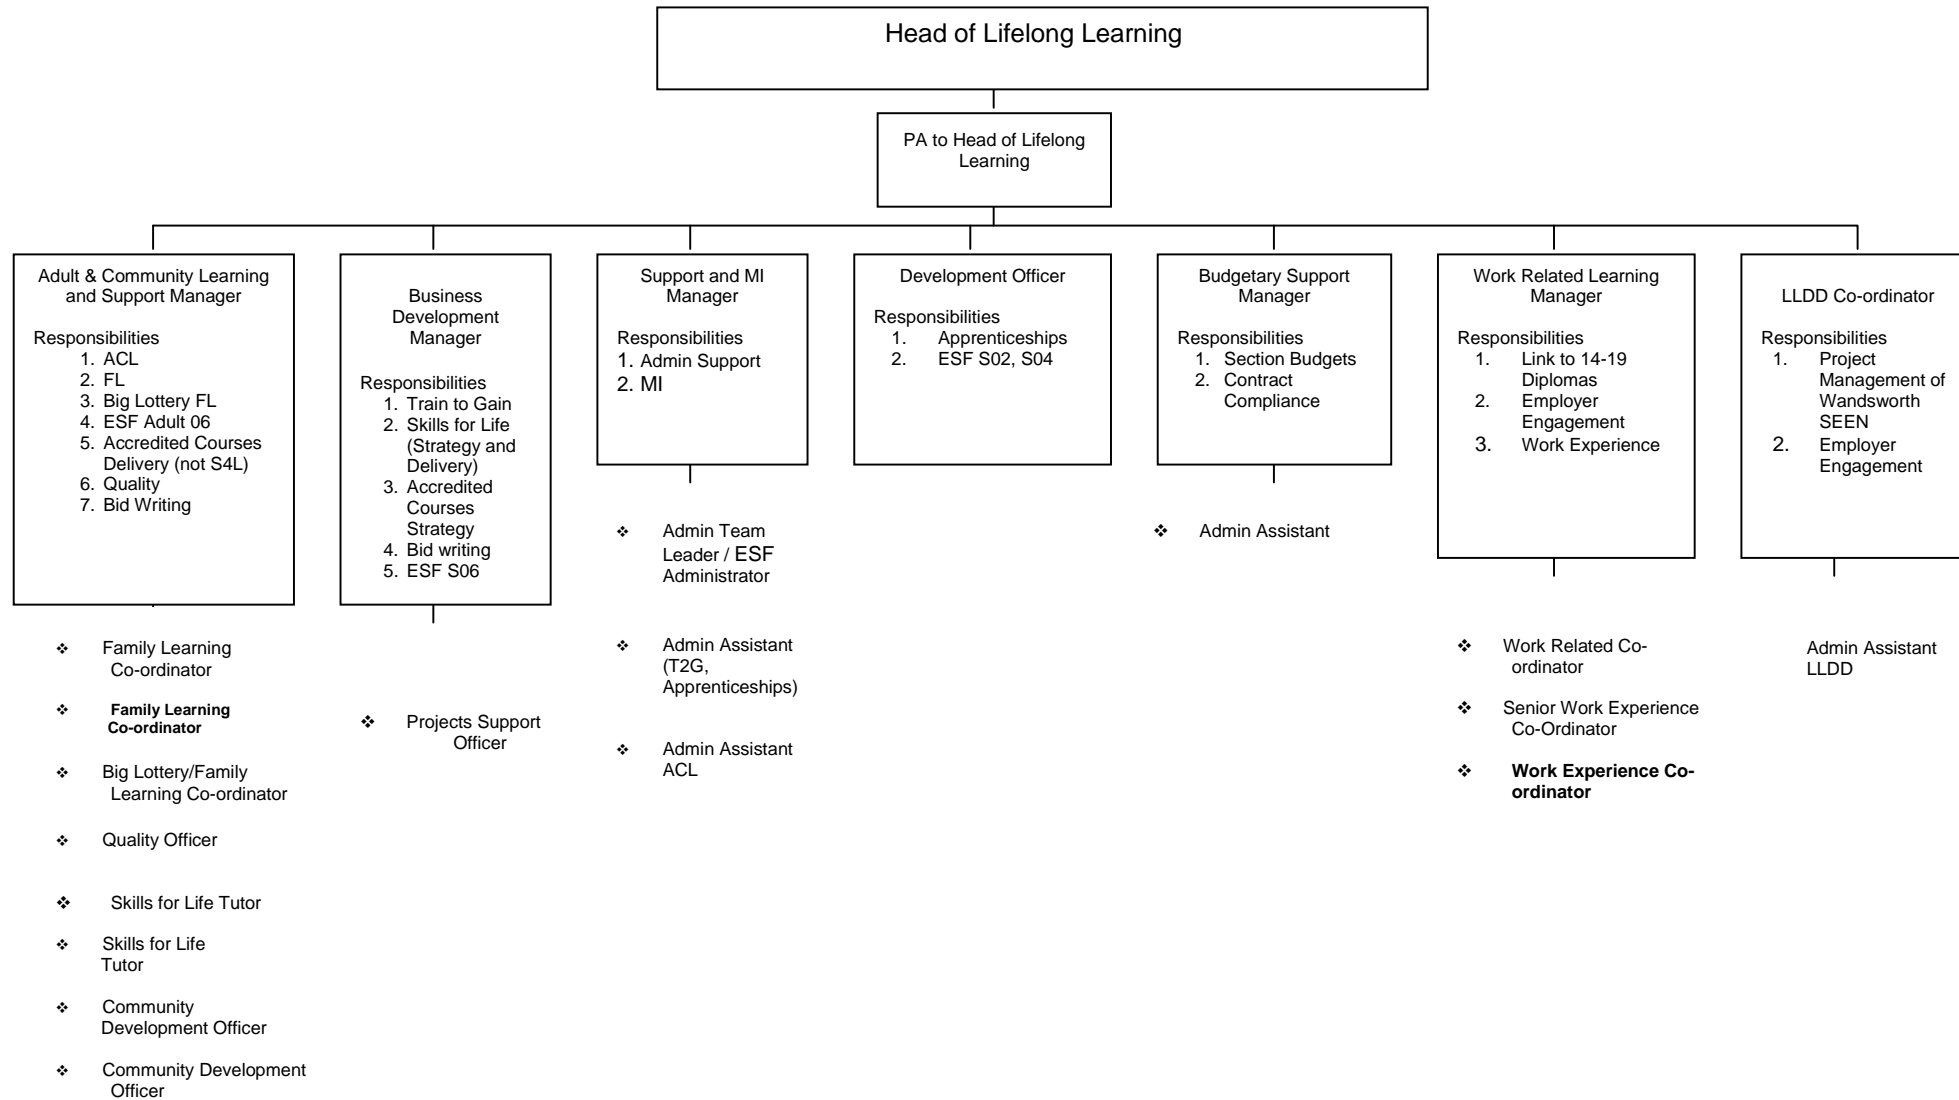 Head of Lifelong Learning
PA to Head of Lifelong
Learning
Adult & Community Learning
and Support Manager
Responsibilities
1. ACL
2. FL
3. Big Lottery FL
4. ESF Adult 06
5. Accredited Courses
Delivery (not S4L)
6. Quality
7. Bid Writing
❖ Family Learning
Co-ordinator
❖ Family Learning
Co-ordinator
❖ Big Lottery/Family
Learning Co-ordinator
❖ Quality Officer
❖ Skills for Life Tutor
❖ Skills for Life
Tutor
❖ Community
Development Officer
❖ Community Development
Officer
Business
Development
Manager
Responsibilities
1. Train to Gain
2. Skills for Life
(Strategy and
Delivery)
3. Accredited
Courses
Strategy
4. Bid writing
5. ESF S06
❖ Projects Support
Officer
Support and MI
Manager
Responsibilities
1. Admin Support
2. MI
❖ Admin Team
Leader / ESF
Administrator
❖ Admin Assistant
(T2G,
Apprenticeships)
❖ Admin Assistant
ACL
Development Officer
Responsibilities
1. Apprenticeships
2. ESF S02, S04
Budgetary Support
Manager
Responsibilities
1. Section Budgets
2. Contract
Compliance
❖ Admin Assistant
Work Related Learning
Manager
Responsibilities
1. Link to 14-19
Diplomas
2. Employer
Engagement
3. Work Experience
❖ Work Related Co-
ordinator
❖ Senior Work Experience
Co-Ordinator
❖ Work Experience Co-
ordinator
LLDD Co-ordinator
Responsibilities
1. Project
Management of
Wandsworth
SEEN
2. Employer
Engagement
Admin Assistant
LLDD